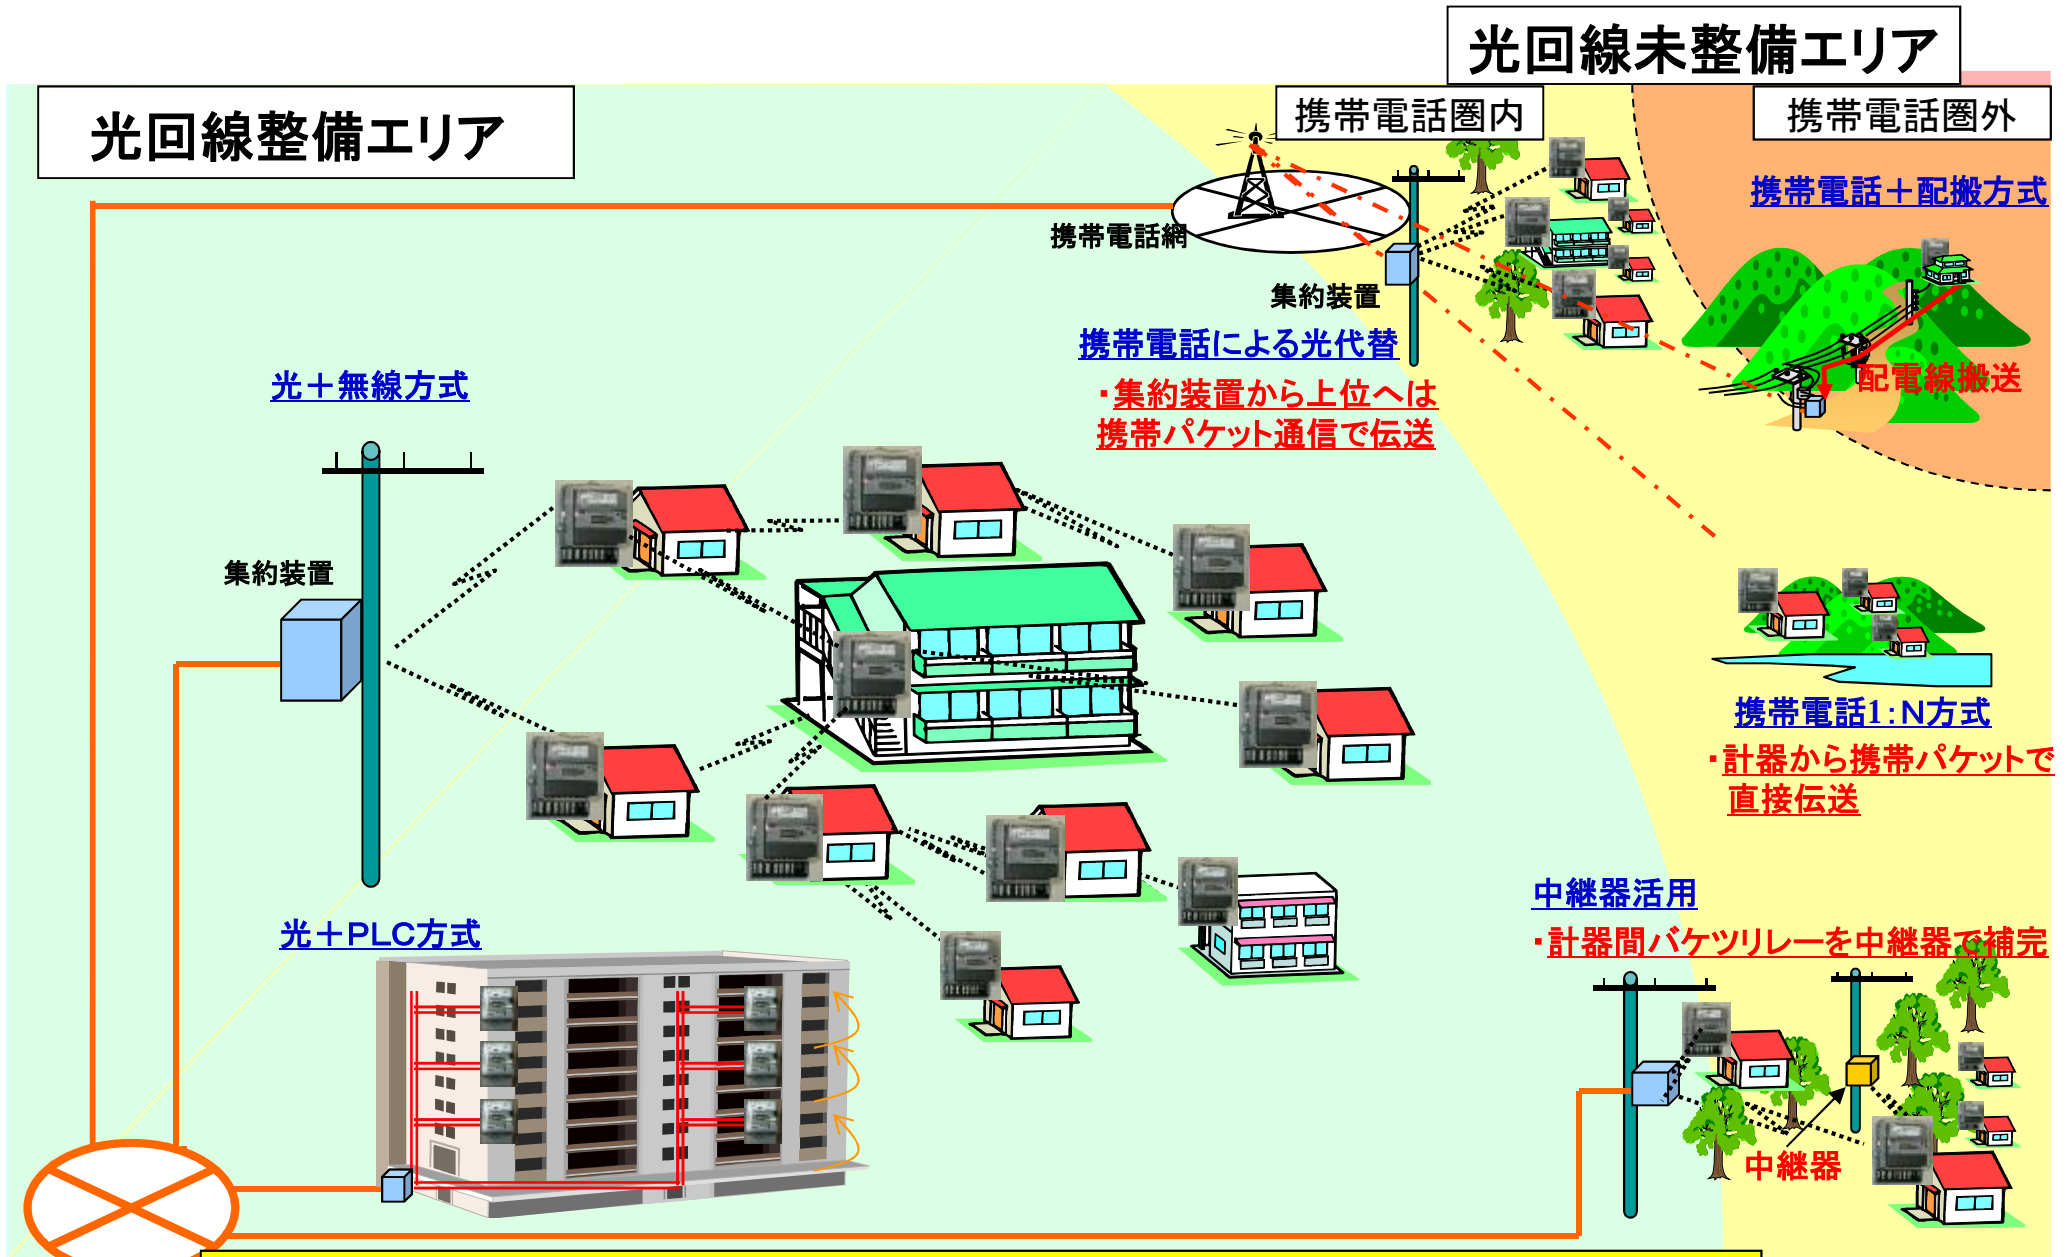 光回線未整備エリア
光回線整備エリア
携帯電話圏内
携帯電話圏外
携帯電話＋配搬方式
携帯電話網
集約装置
携帯電話による光代替
・集約装置から上位へは
携帯パケット通信で伝送
配電線搬送
光＋無線方式
集約装置
携帯電話1：N方式
・計器から携帯パケットで
直接伝送
光＋PLC方式
中継器活用
・計器間バケツリレーを中継器で補完
中継器